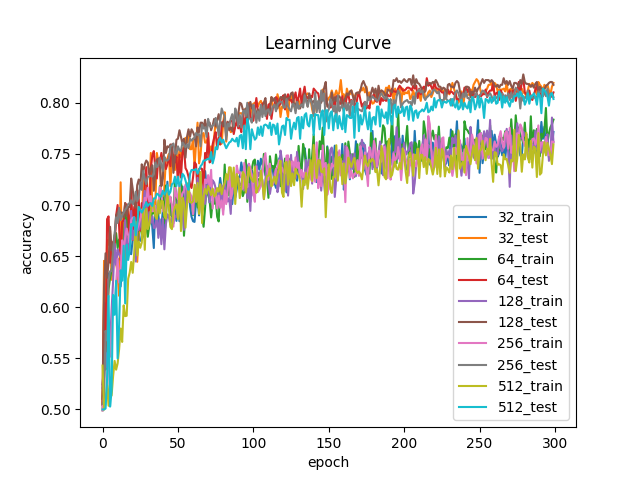 Learning Curve
accuracy
0.80
0.75
0.70
0.65
0.60
0.55
0.50
0
50
100
150
200
250
300
epoch
32_train
32_test
64_train
64_test
128_train
128_test
256_train
256_test
512_train
512_test